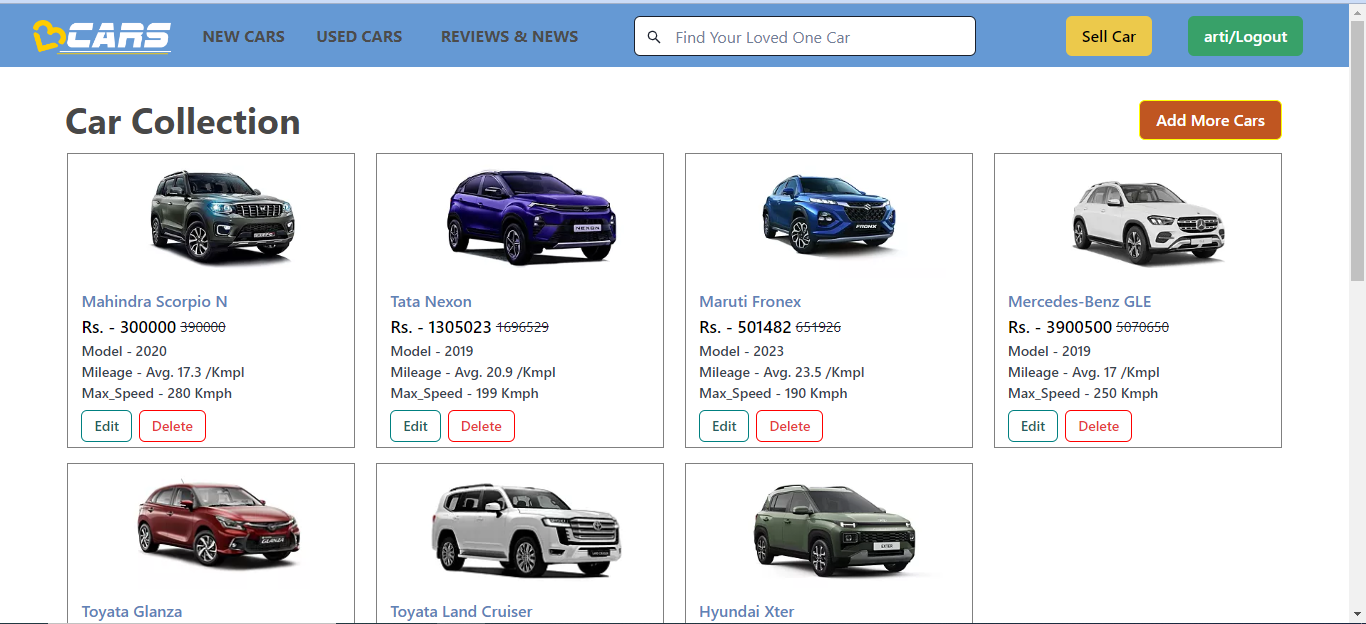 CARS NEW CARS USED CARS REVIEWS & NEWS Find Your Loved One Car Sell Car arti/Logout
Car Collection Add More Cars
NEXON
FRONX
Mahindra Scorpio N
Rs. - 300000 390000
Model - 2020
Mileage - Avg. 17.3 /Kmpl
Max_Speed - 280 Kmph
Edit Delete
Tata Nexon
Rs. - 1305023 1696529
Model - 2019
Mileage - Avg. 20.9 /Kmpl
Max_Speed - 199 Kmph
Edit Delete
Maruti Fronex
Rs. - 501482 651926
Model - 2023
Mileage - Avg. 23.5 /Kmpl
Max_Speed - 190 Kmph
Edit Delete
Mercedes-Benz GLE
Rs. - 3900500 5070650
Model - 2019
Mileage - Avg. 17 /Kmpl
Max_Speed - 250 Kmph
Edit Delete
GLANZA
EXTER
Toyata Glanza
Toyata Land Cruiser
Hyundai Xter